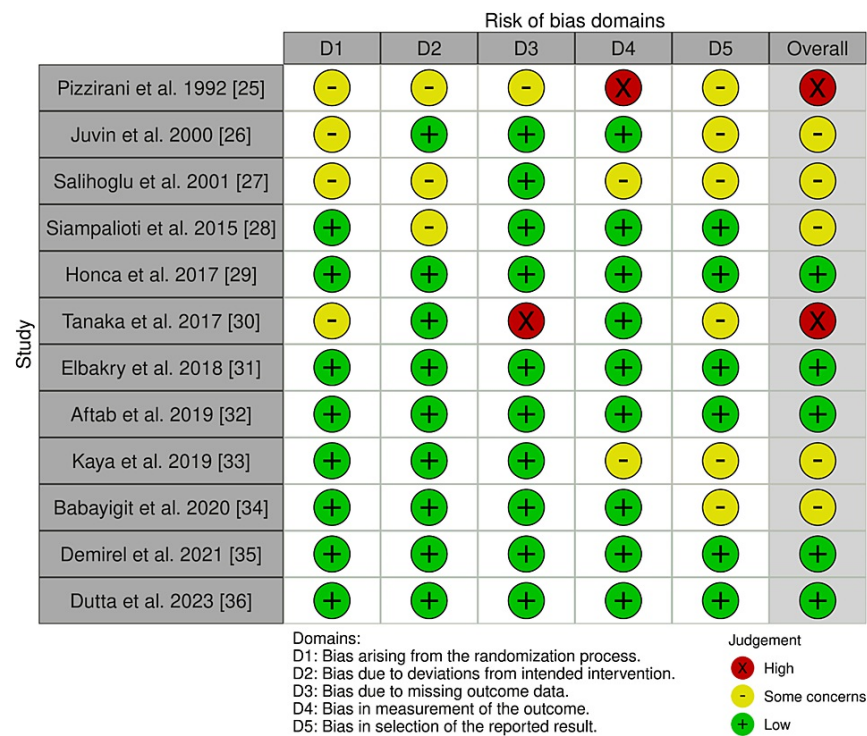 Risk of bias domains
D1 D2 D3 D4 D5 Overall
Study
Pizzirani et al. 1992 [25] - - - X - X
Juvin et al. 2000 [26] - + + + - -
Salihoglu et al. 2001 [27] - - + - - -
Siampalioti et al. 2015 [28] + - + + + -
Honca et al. 2017 [29] + + + + + +
Tanaka et al. 2017 [30] - + X + - X
Elbakry et al. 2018 [31] + + + + + +
Aftab et al. 2019 [32] + + + + + +
Kaya et al. 2019 [33] + + + - - -
Babayigit et al. 2020 [34] + + + + - -
Demirel et al. 2021 [35] + + + + + +
Dutta et al. 2023 [36] + + + + + +
Domains:
D1: Bias arising from the randomization process.
D2: Bias due to deviations from intended intervention.
D3: Bias due to missing outcome data.
D4: Bias in measurement of the outcome.
D5: Bias in selection of the reported result.
Judgement
X High
- Some concerns
+ Low